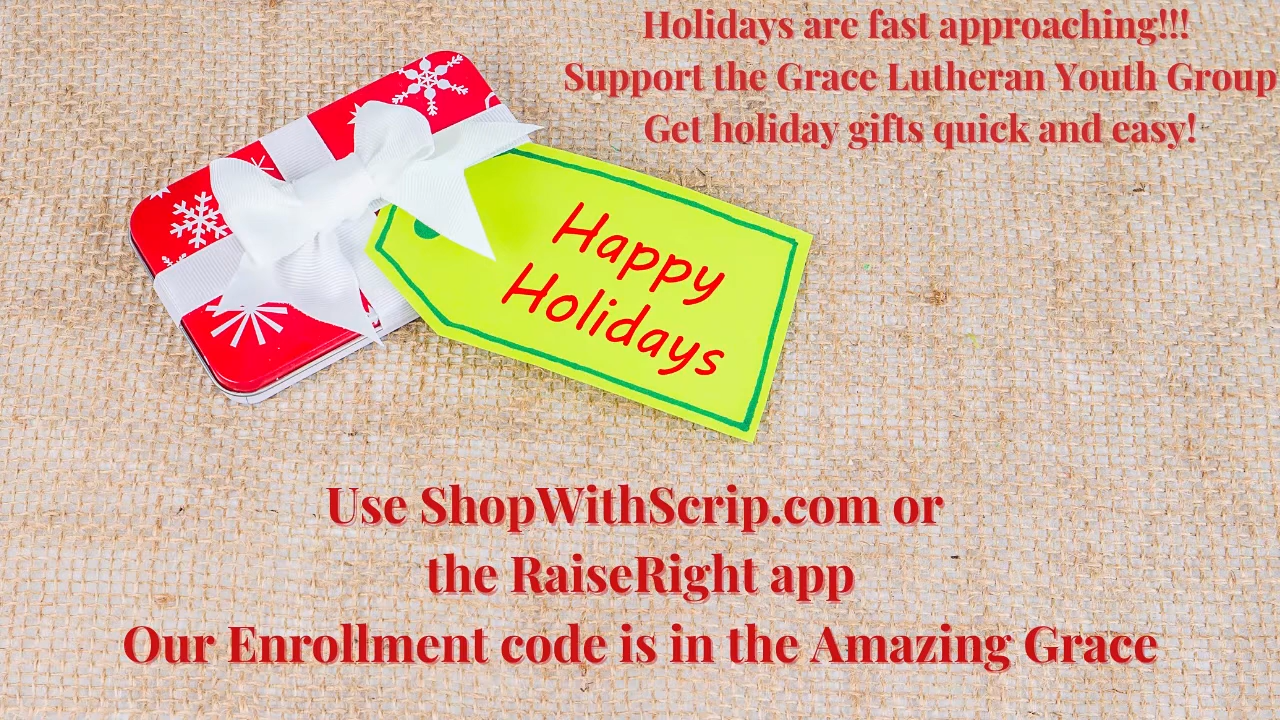 Holidays are fast approaching!!!
Support the Grace Lutheran Youth Group
Get holiday gifts quick and easy!
Happy
Holidays
Use ShopWithScrip.com or
the RaiseRight app
Our Enrollment code is in the Amazing Grace